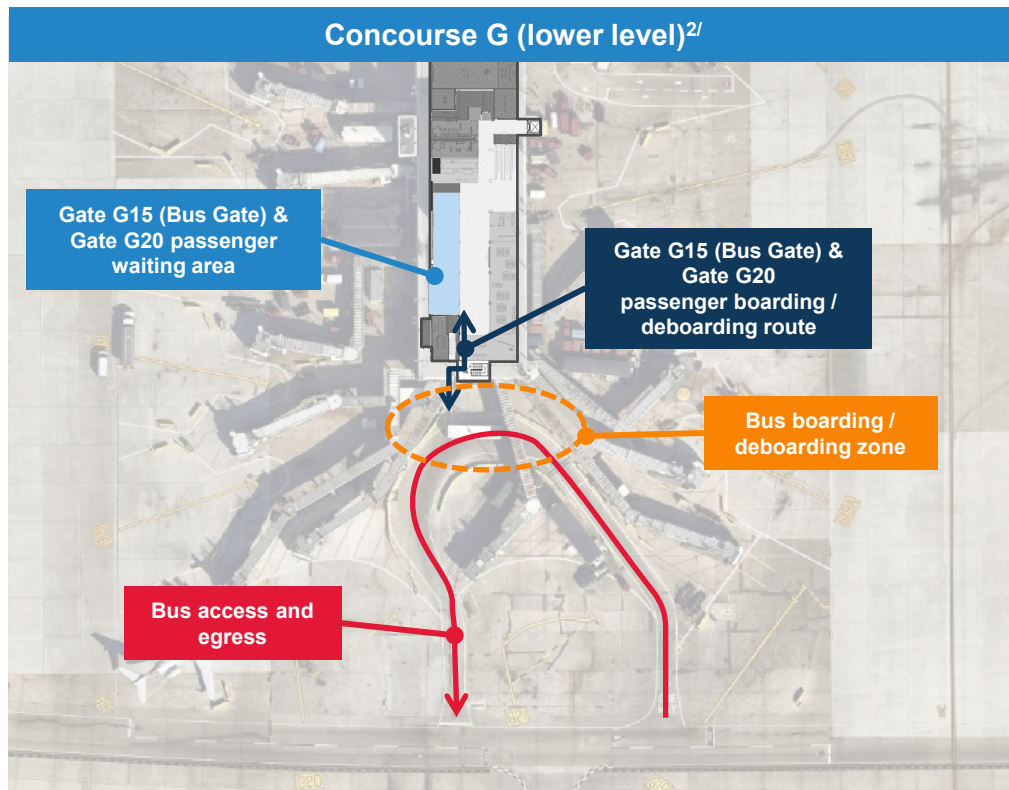 Concourse G (lower level)2/
Gate G15 (Bus Gate) &
Gate G20 passenger
waiting area
Gate G15 (Bus Gate) &
Gate G20
passenger boarding /
deboarding route
Bus boarding /
deboarding zone
Bus access and
egress